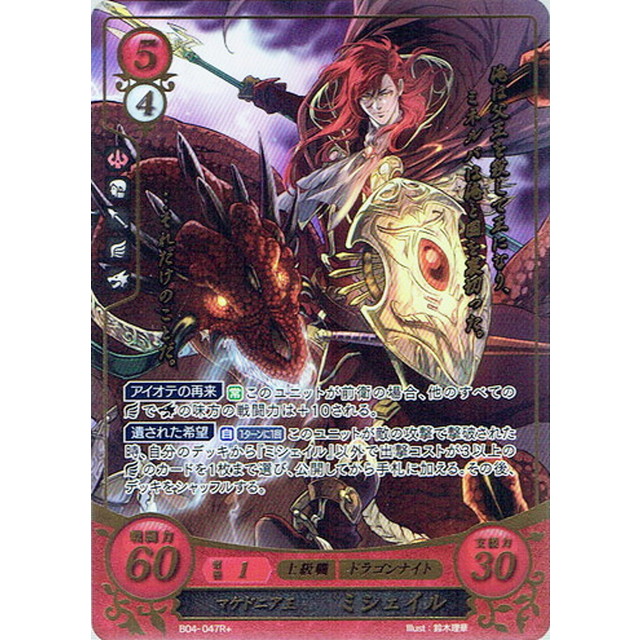 5
4
俺は父王を殺して王になり、
ミネルバは俺と国を裏切った。
…それだけのことだ。
アイオテの再来 常 このユニットが前衛の場合、他のすべての
での味方の戦闘力は+10される。
遺された希望 自 1ターンに1回 このユニットが敵の攻撃で撃破された
時、自分のデッキから『ミシェイル』以外で出撃コストが3以上の
のカードを1枚まで選び、公開してから手札に加える。その後、
デッキをシャッフルする。
戦闘力
60
射程 1 上級職 ドラゴンナイト
支援力
30
マケドニア王 ミシェイル
B04-047R+ Illust:鈴木理華